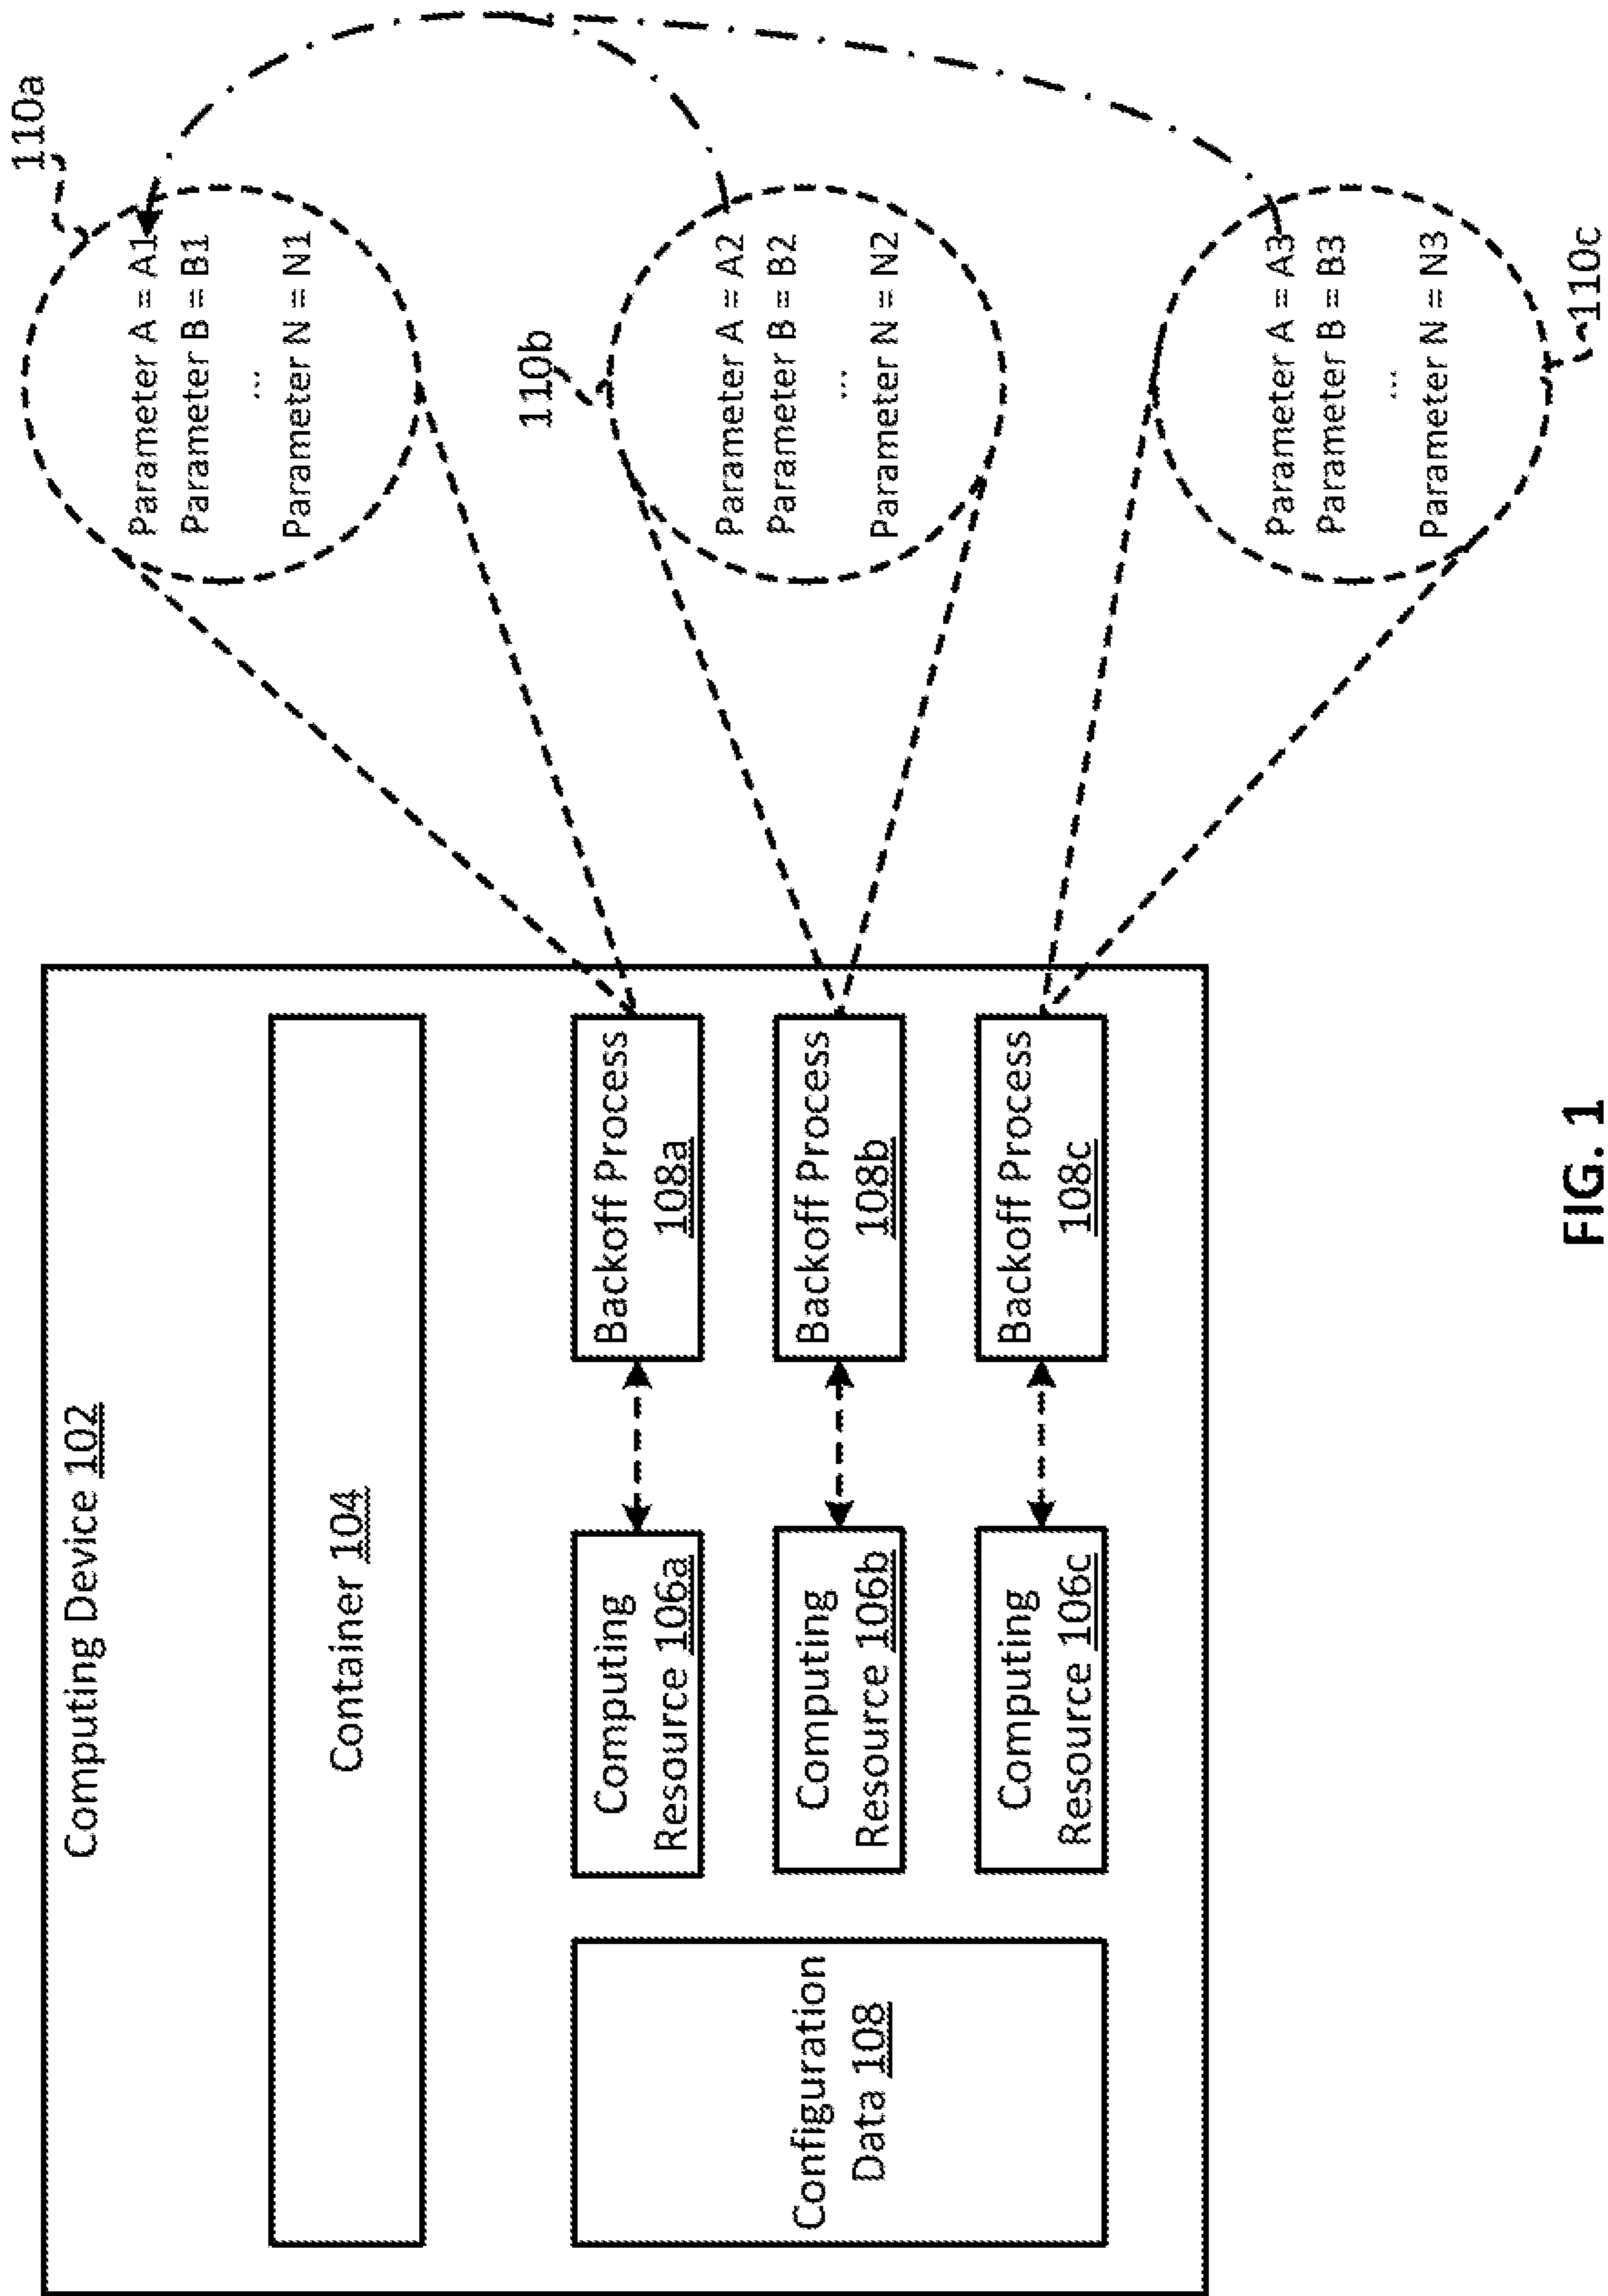 Computing Device 102
Container 104
Configuration
Data 108
Computing
Resource 106a
Backoff Process
108a
Computing
Resource 106b
Backoff Process
108b
Computing
Resource 106c
Backoff Process
108c
110a
Parameter A = A1
Parameter B = B1
...
Parameter N = N1
110b
Parameter A = A2
Parameter B = B2
...
Parameter N = N2
110c
Parameter A = A3
Parameter B = B3
...
Parameter N = N3
FIG. 1